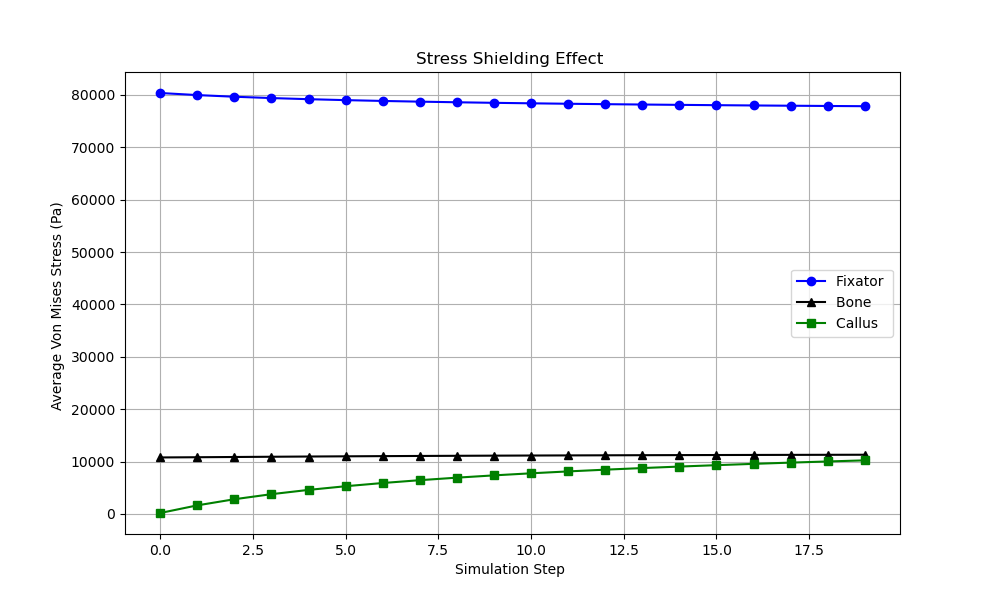 Stress Shielding Effect
Average Von Mises Stress (Pa)
80000
70000
60000
50000
40000
30000
20000
10000
0
Fixator
Bone
Callus
0.0 2.5 5.0 7.5 10.0 12.5 15.0 17.5
Simulation Step